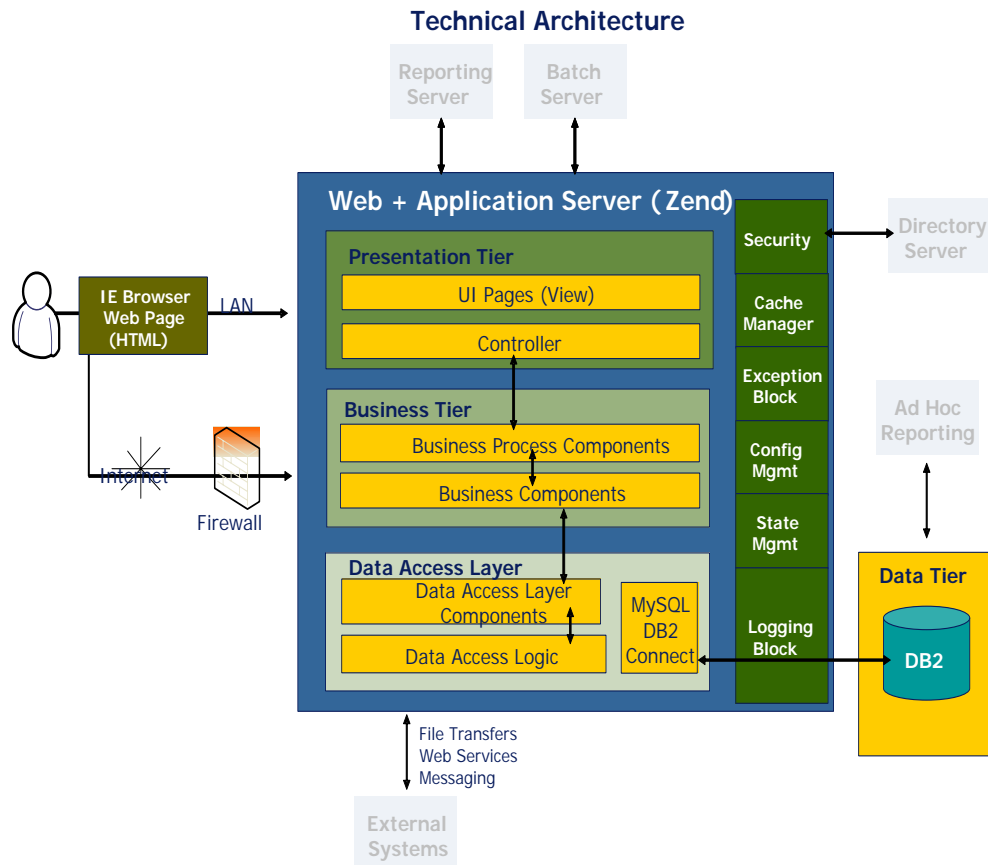 Technical Architecture
Reporting
Server
Batch
Server
Web + Application Server (Zend)
Security
Directory
Server
Presentation Tier
UI Pages (View)
Controller
IE Browser
Web Page
(HTML)
LAN
Cache
Manager
Exception
Block
Ad Hoc
Reporting
Business Tier
Business Process Components
Business Components
Config
Mgmt
Internet
Firewall
State
Mgmt
Data Access Layer
Data Access Layer
Components
Data Access Logic
MySQL
DB2
Connect
Logging
Block
Data Tier
DB2
File Transfers
Web Services
Messaging
External
Systems